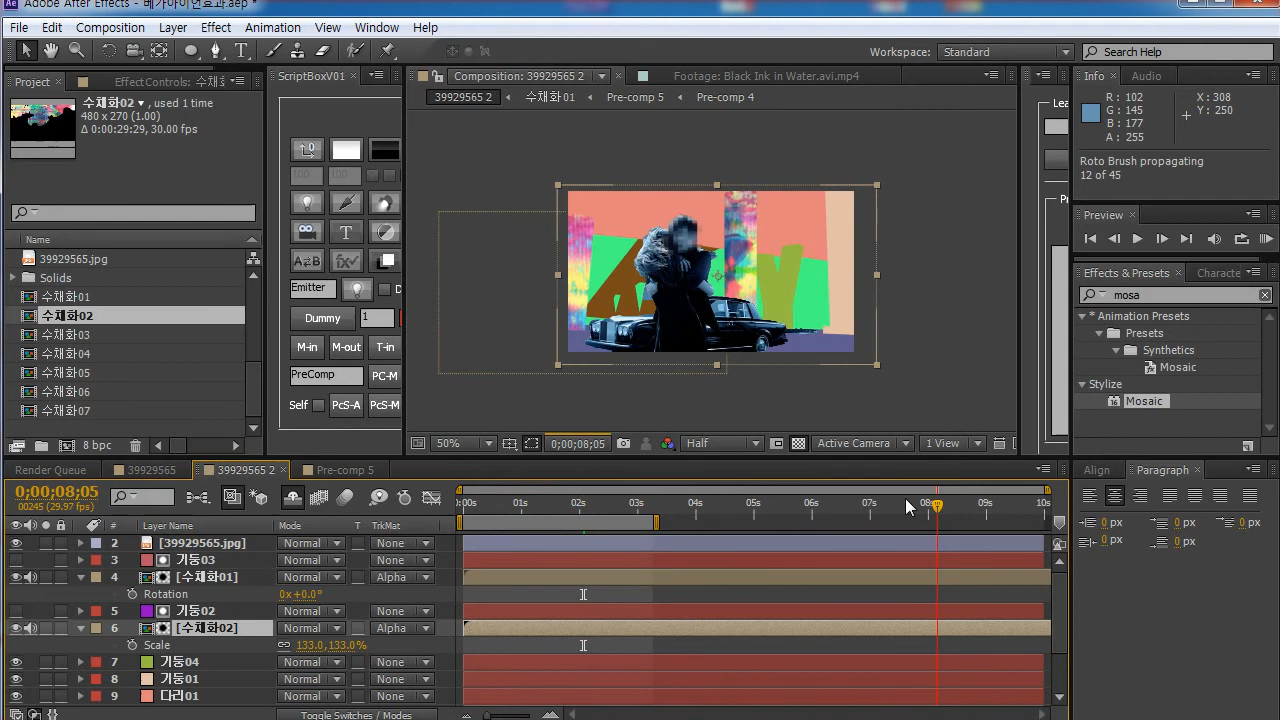 Adobe After Effects - 베가아이언효과.aep *
File Edit Composition Layer Effect Animation View Window Help
Workspace: Standard Search Help
Project Effect Controls: 수채 ScriptBoxV01 Composition: 39929565 2 Footage: Black Ink in Water.avi.mp4 Info Audio
수채화02 , used 1 time
480 x 270 (1.00)
Δ 0:00:29:29, 30.00 fps
39929565 2 수채화01 Pre-comp 5 Pre-comp 4
R : 102 X : 308
G : 145 Y : 250
B : 177
A : 255
Roto Brush propagating
12 of 45
Name
39929565.jpg
Solids
수채화01
수채화02
수채화03
수채화04
수채화05
수채화06
수채화07
8 bpc
100 100
T
A B fx
Emitter
Dummy 1
M-in M-out T-in
PreComp PC-M
Self PcS-A PcS-M
Lea
Pr
50% 0;00;08;05 Half Active Camera 1 View
Preview
Effects & Presets Characte
mosa
* Animation Presets
Presets
Synthetics
Mosaic
Stylize
Mosaic
Render Queue 39929565 39929565 2 Pre-comp 5
Align Paragraph
0;00;08;05
00245 (29.97 fps)
:00s 01s 02s 03s 04s 05s 06s 07s 08s 09s 10s
# Layer Name Mode T TrkMat
2 [39929565.jpg] Normal None
3 기둥03 Normal None
4 [수채화01] Normal Alpha
Rotation 0x+0.0°
5 기둥02 Normal None
6 [수채화02] Normal Alpha
Scale 133.0,133.0%
7 기둥04 Normal None
8 기둥01 Normal None
9 다리01 Normal None
Toggle Switches / Modes
0 px 0 px 0 px
0 px 0 px